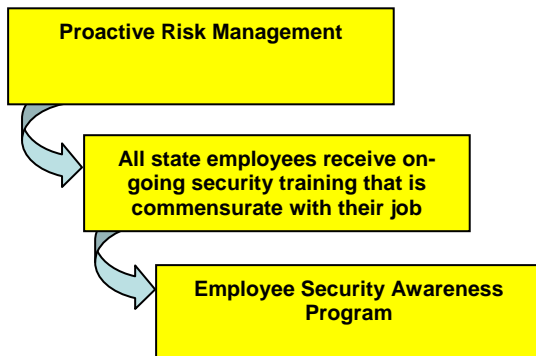 Proactive Risk Management
All state employees receive on-
going security training that is
commensurate with their job
Employee Security Awareness
Program